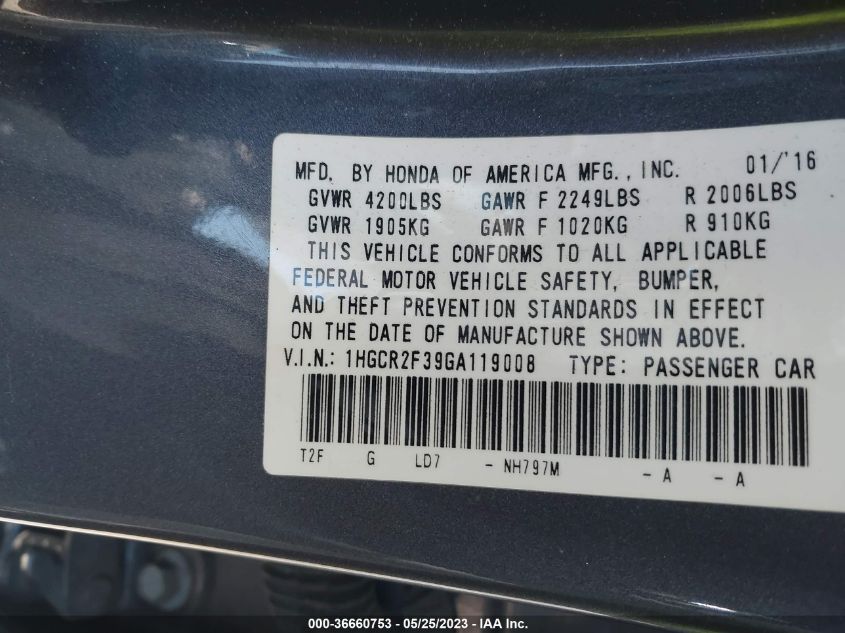 MFD. BY HONDA OF AMERICA MFG., INC. 01/'16
GVWR 4200LBS GAWR F 2249LBS R 2006LBS
GVWR 1905KG GAWR F 1020KG R 910KG
THIS VEHICLE CONFORMS TO ALL APPLICABLE
FEDERAL MOTOR VEHICLE SAFETY, BUMPER,
AND THEFT PREVENTION STANDARDS IN EFFECT
ON THE DATE OF MANUFACTURE SHOWN ABOVE.
V.I.N.: 1HGCR2F39GA119008 TYPE: PASSENGER CAR
T2F G LD7 - NH797M - A - A
000-36660753 / 05/25/2023 / IAA Inc.